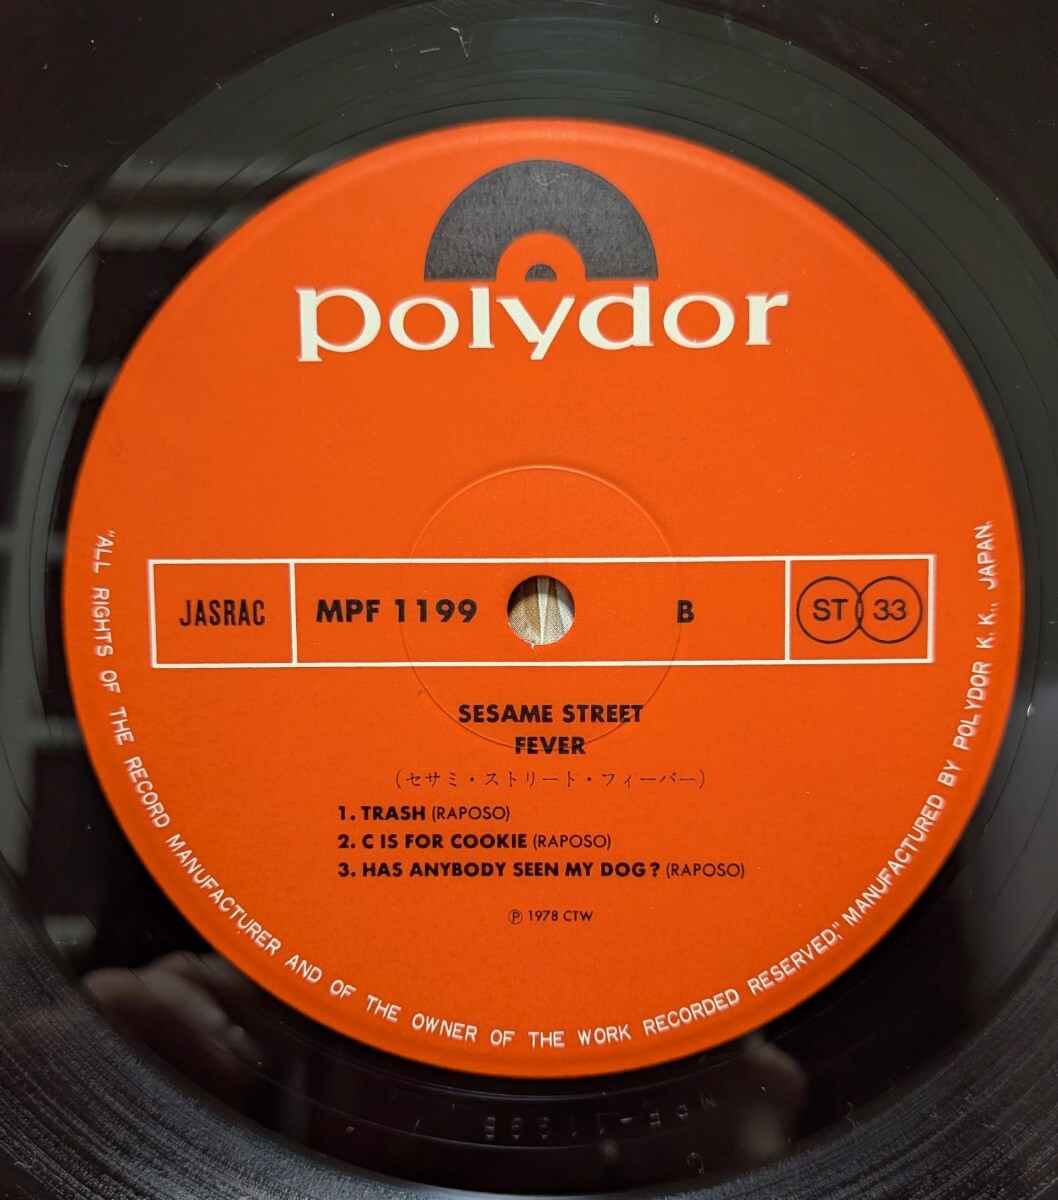 polydor
JASRAC
MPF 1199
B
ST 33
SESAME STREET
FEVER
(セサミ・ストリート・フィーバー)
1. TRASH (RAPOSO)
2. C IS FOR COOKIE (RAPOSO)
3. HAS ANYBODY SEEN MY DOG? (RAPOSO)
℗ 1978 CTW
"ALL RIGHTS OF THE RECORD MANUFACTURER AND OF THE OWNER OF THE WORK RECORDED RESERVED," MANUFACTURED BY POLYDOR K. K., JAPAN.